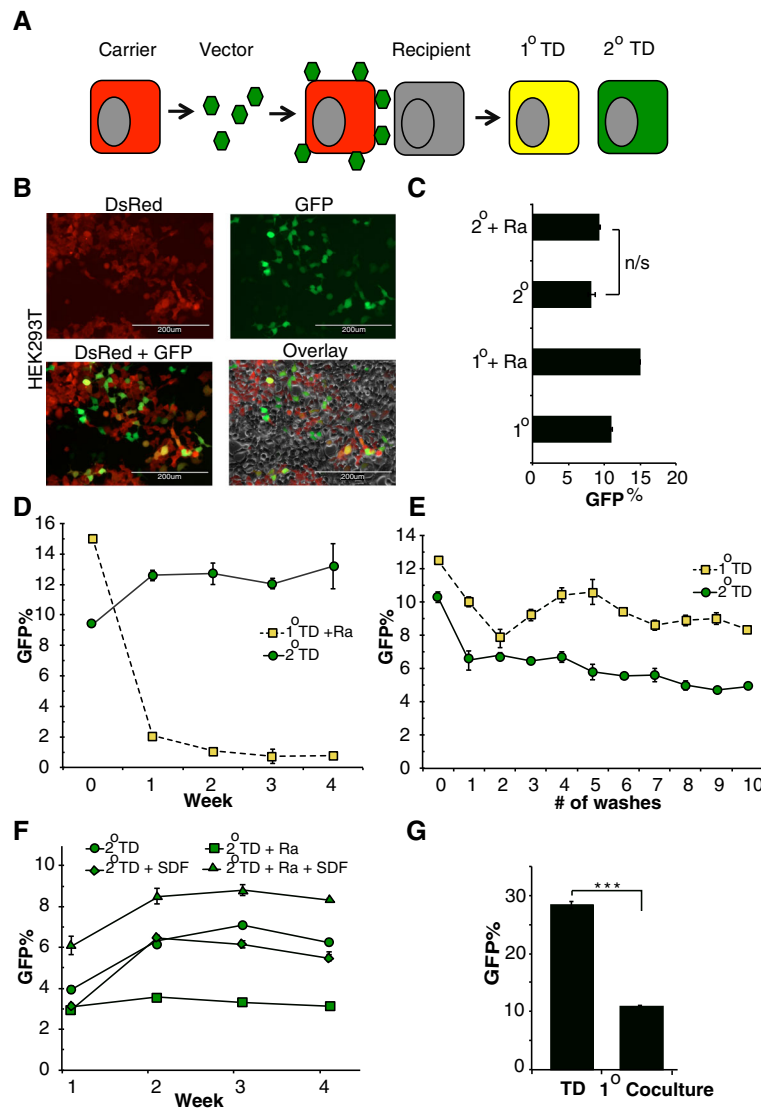 A
Carrier Vector Recipient 1° TD 2° TD
B
DsRed GFP
HEK293T
200um 200um
DsRed + GFP Overlay
200um 200um
C
2° + Ra
2°
n/s
1° + Ra
1°
0 5 10 15 20
GFP%
D
GFP%
16
14
12
10
8
6
4
2
0
1° TD +Ra
2° TD
0 1 2 3 4
Week
E
GFP%
14
12
10
8
6
4
2
0
1° TD
2° TD
0 1 2 3 4 5 6 7 8 9 10
# of washes
F
2° TD 2° TD + Ra
2° TD + SDF 2° TD + Ra + SDF
GFP%
10
8
6
4
2
0
1 2 3 4
Week
G
GFP%
30
20
10
0
***
TD 1° Coculture